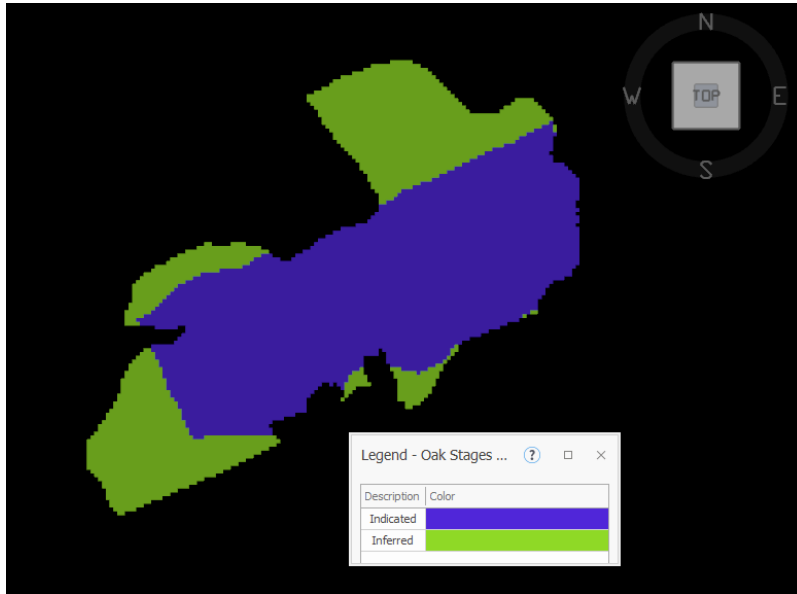 N
W
TOP
E
S
Legend - Oak Stages ... ?
Description Color
Indicated
Inferred